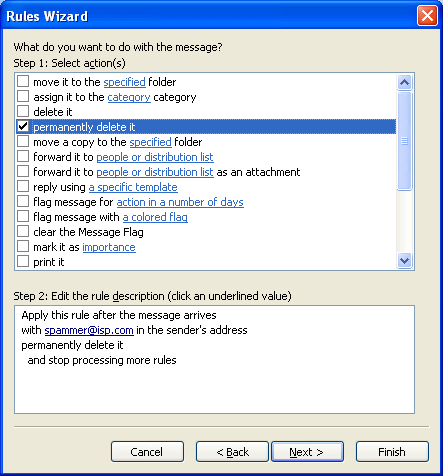 Rules Wizard
What do you want to do with the message?
Step 1: Select action(s)
move it to the specified folder
assign it to the category category
delete it
permanently delete it
move a copy to the specified folder
forward it to people or distribution list
forward it to people or distribution list as an attachment
reply using a specific template
flag message for action in a number of days
flag message with a colored flag
clear the Message Flag
mark it as importance
print it
Step 2: Edit the rule description (click an underlined value)
Apply this rule after the message arrives
with spammer@isp.com in the sender's address
permanently delete it
and stop processing more rules
Cancel < Back Next > Finish